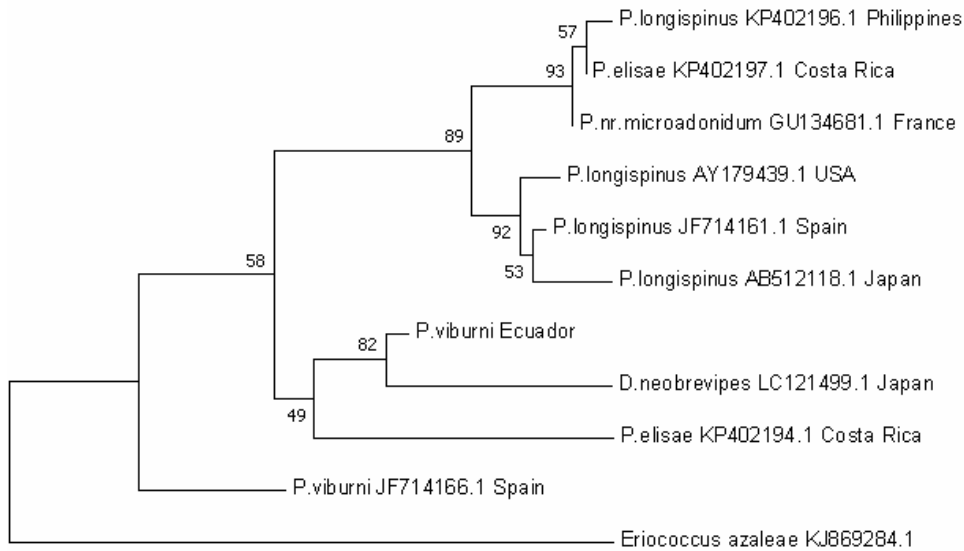 P.longispinus KP402196.1 Philippines
57
P.elisae KP402197.1 Costa Rica
93
P.nr.microadonidum GU134681.1 France
89
P.longispinus AY179439.1 USA
92
P.longispinus JF714161.1 Spain
53
P.longispinus AB512118.1 Japan
58
P.viburni Ecuador
82
D.neobrevipes LC121499.1 Japan
49
P.elisae KP402194.1 Costa Rica
P.viburni JF714166.1 Spain
Eriococcus azaleae KJ869284.1